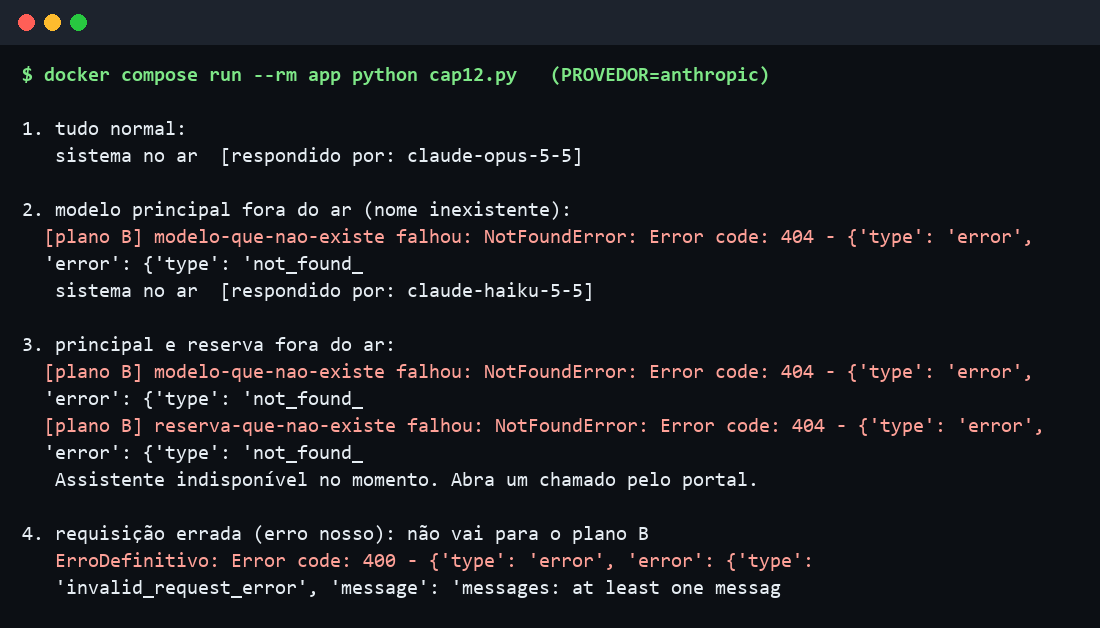 $ docker compose run --rm app python cap12.py   (PROVEDOR=anthropic)
1. tudo normal:
sistema no ar  [respondido por: claude-opus-5-5]
2. modelo principal fora do ar (nome inexistente):
[plano B] modelo-que-nao-existe falhou: NotFoundError: Error code: 404 - {'type': 'error',
'error': {'type': 'not_found_
sistema no ar  [respondido por: claude-haiku-5-5]
3. principal e reserva fora do ar:
[plano B] modelo-que-nao-existe falhou: NotFoundError: Error code: 404 - {'type': 'error',
'error': {'type': 'not_found_
[plano B] reserva-que-nao-existe falhou: NotFoundError: Error code: 404 - {'type': 'error',
'error': {'type': 'not_found_
Assistente indisponível no momento. Abra um chamado pelo portal.
4. requisição errada (erro nosso): não vai para o plano B
ErroDefinitivo: Error code: 400 - {'type': 'error', 'error': {'type':
'invalid_request_error', 'message': 'messages: at least one messag